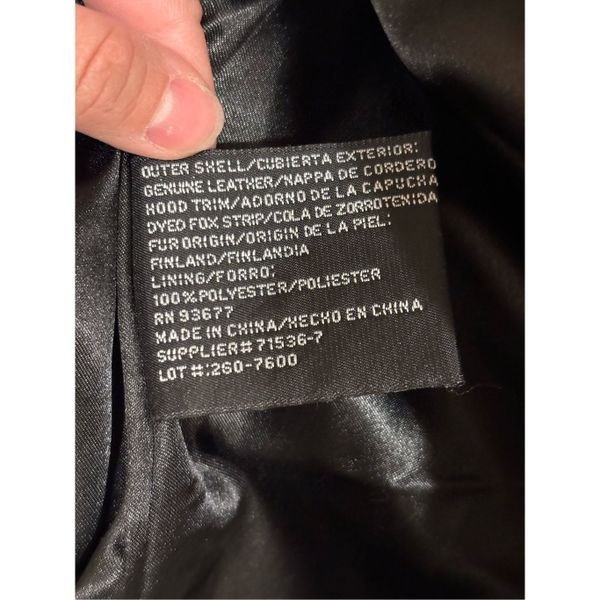 OUTER SHELL/CUBIERTA EXTERIOR:
GENUINE LEATHER/NAPPA DE CORDERO
HOOD TRIM/ADORNO DE LA CAPUCHA
DYED FOX STRIP/COLA DE ZORROTENIDA
FUR ORIGIN/ORIGIN DE LA PIEL:
FINLAND/FINLANDIA
LINING/FORRO:
100%POLYESTER/POLIESTER
RN 93677
MADE IN CHINA/HECHO EN CHINA
SUPPLIER# 71536-7
LOT #:260-7600